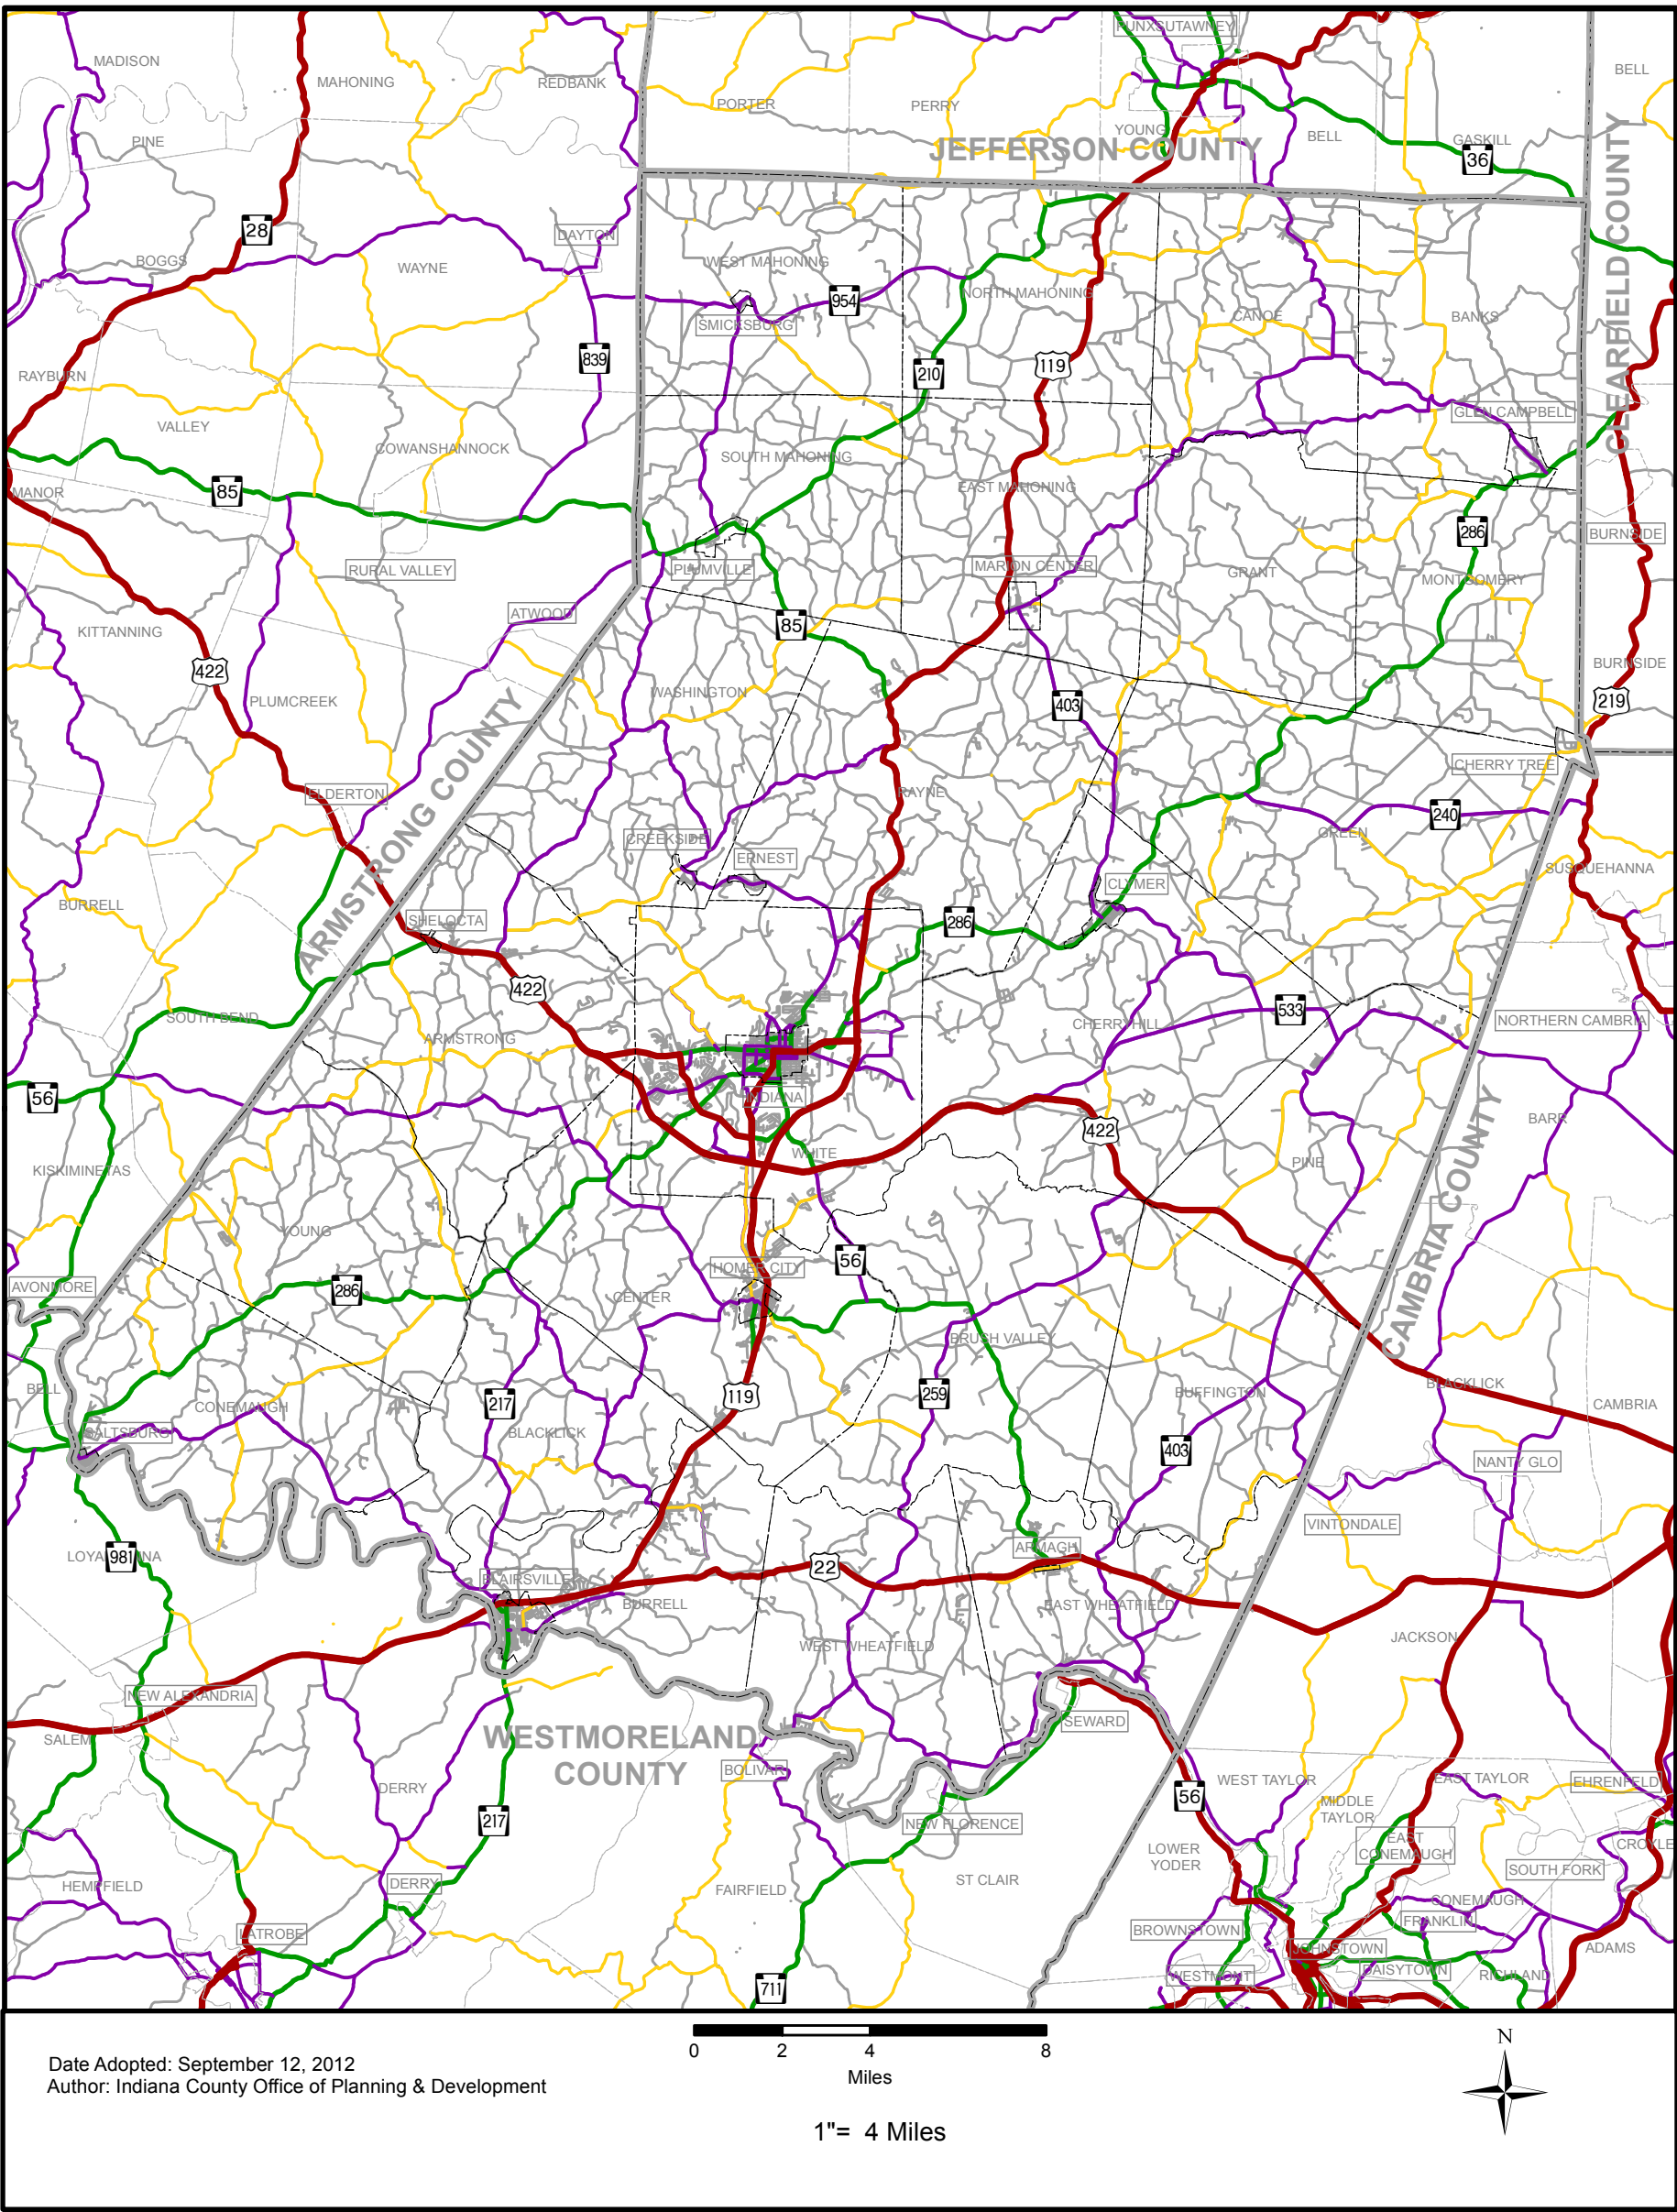 PUNXSUTAWNEY
MADISON
MAHONING
REDBANK
BELL
PORTER
PERRY
YOUNG
BELL
GASKILL
PINE
JEFFERSON COUNTY
36
28
DAYTON
BOGGS
WAYNE
WEST MAHONING
NORTH MAHONING
954
SMICKSBURG
CANOE
BANKS
CLEARFIELD COUNTY
839
210
119
RAYBURN
VALLEY
GLEN CAMPBELL
COWANSHANNOCK
SOUTH MAHONING
MANOR
85
EAST MAHONING
286
BURNSIDE
RURAL VALLEY
PLUMVILLE
MARION CENTER
GRANT
MONTGOMERY
ATWOOD
KITTANNING
85
422
BURNSIDE
PLUMCREEK
WASHINGTON
403
219
ARMSTRONG COUNTY
CHERRY TREE
ELDERTON
RAYNE
240
GREEN
CREEKSIDE
ERNEST
SUSQUEHANNA
CLYMER
BURRELL
SHELOCTA
286
422
SOUTH BEND
533
NORTHERN CAMBRIA
ARMSTRONG
CHERRYHILL
56
INDIANA
422
BARR
WHITE
PINE
KISKIMINETAS
CAMBRIA COUNTY
YOUNG
56
HOMER CITY
AVONMORE
286
CENTER
BRUSH VALLEY
BELL
259
119
217
BUFFINGTON
BLACKLICK
CAMBRIA
CONEMAUGH
SALTSBURG
BLACKLICK
403
NANTY GLO
VINTONDALE
LOYALHANNA
981
ARMAGH
22
BLAIRSVILLE
BURRELL
EAST WHEATFIELD
WEST WHEATFIELD
JACKSON
NEW ALEXANDRIA
SEWARD
SALEM
WESTMORELAND
COUNTY
BOLIVAR
DERRY
WEST TAYLOR
EAST TAYLOR
EHRENFELD
56
MIDDLE
TAYLOR
217
NEW FLORENCE
EAST
CONEMAUGH
CROYLE
LOWER
YODER
SOUTH FORK
ST CLAIR
DERRY
FAIRFIELD
HEMPFIELD
CONEMAUGH
FRANKLIN
BROWNSTOWN
LATROBE
JOHNSTOWN
ADAMS
DAISYTOWN
WESTMONT
RICHLAND
711
0 2 4 8
Miles
1"= 4 Miles
N
Date Adopted: September 12, 2012
Author: Indiana County Office of Planning & Development